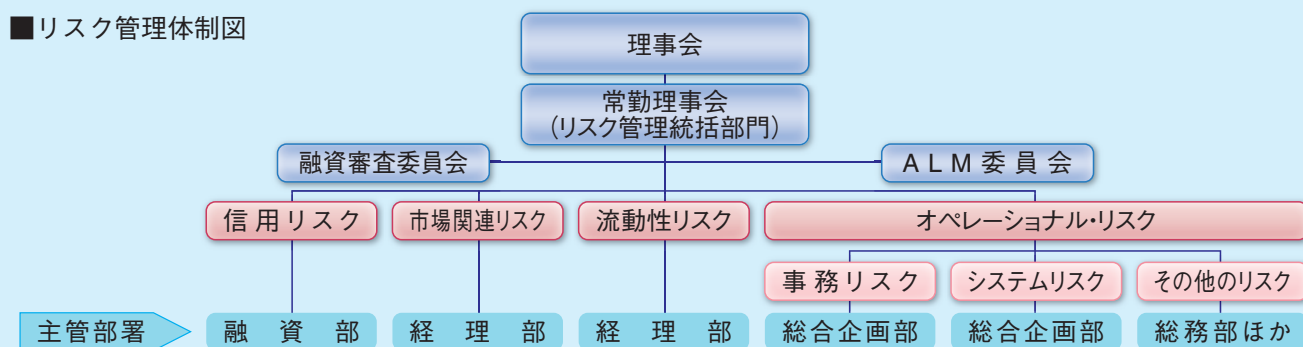 ■リスク管理体制図
理事会
常勤理事会
（リスク管理統括部門）
融資審査委員会
ＡＬＭ委員会
信用リスク
市場関連リスク
流動性リスク
オペレーショナル・リスク
事務リスク
システムリスク
その他のリスク
主管部署
融資部
経理部
経理部
総合企画部
総合企画部
総務部ほか